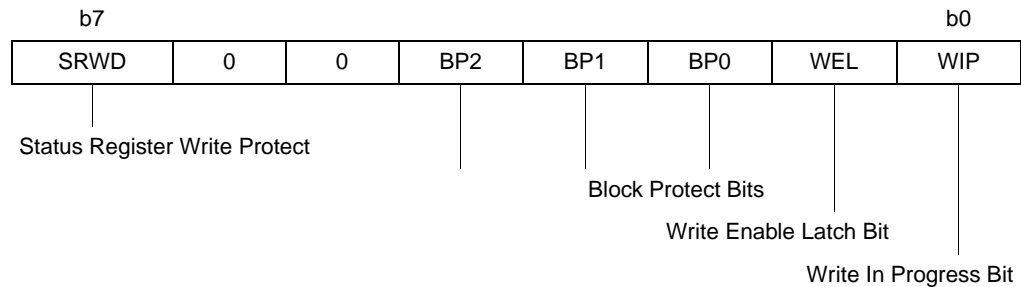 b7 b0
SRWD 0 0 BP2 BP1 BP0 WEL WIP
Status Register Write Protect
Block Protect Bits
Write Enable Latch Bit
Write In Progress Bit